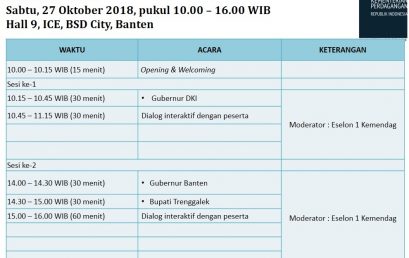 Sabtu, 27 Oktober 2018, pukul 10.00 – 16.00 WIB
Hall 9, ICE, BSD City, Banten
KEMENTERIAN
PERDAGANGAN
REPUBLIK INDONESIA
WAKTU ACARA KETERANGAN
10.00 – 10.15 WIB (15 menit) Opening & Welcoming
Sesi ke-1
10.15 – 10.45 WIB (30 menit) • Gubernur DKI
10.45 – 11.15 WIB (30 menit) Dialog interaktif dengan peserta
Moderator : Eselon 1 Kemendag
Sesi ke-2
14.00 – 14.30 WIB (30 menit) • Gubernur Banten
14.30 – 15.00 WIB (30 menit) • Bupati Trenggalek
15.00 – 16.00 WIB (60 menit) Dialog interaktif dengan peserta
Moderator : Eselon 1 Kemendag